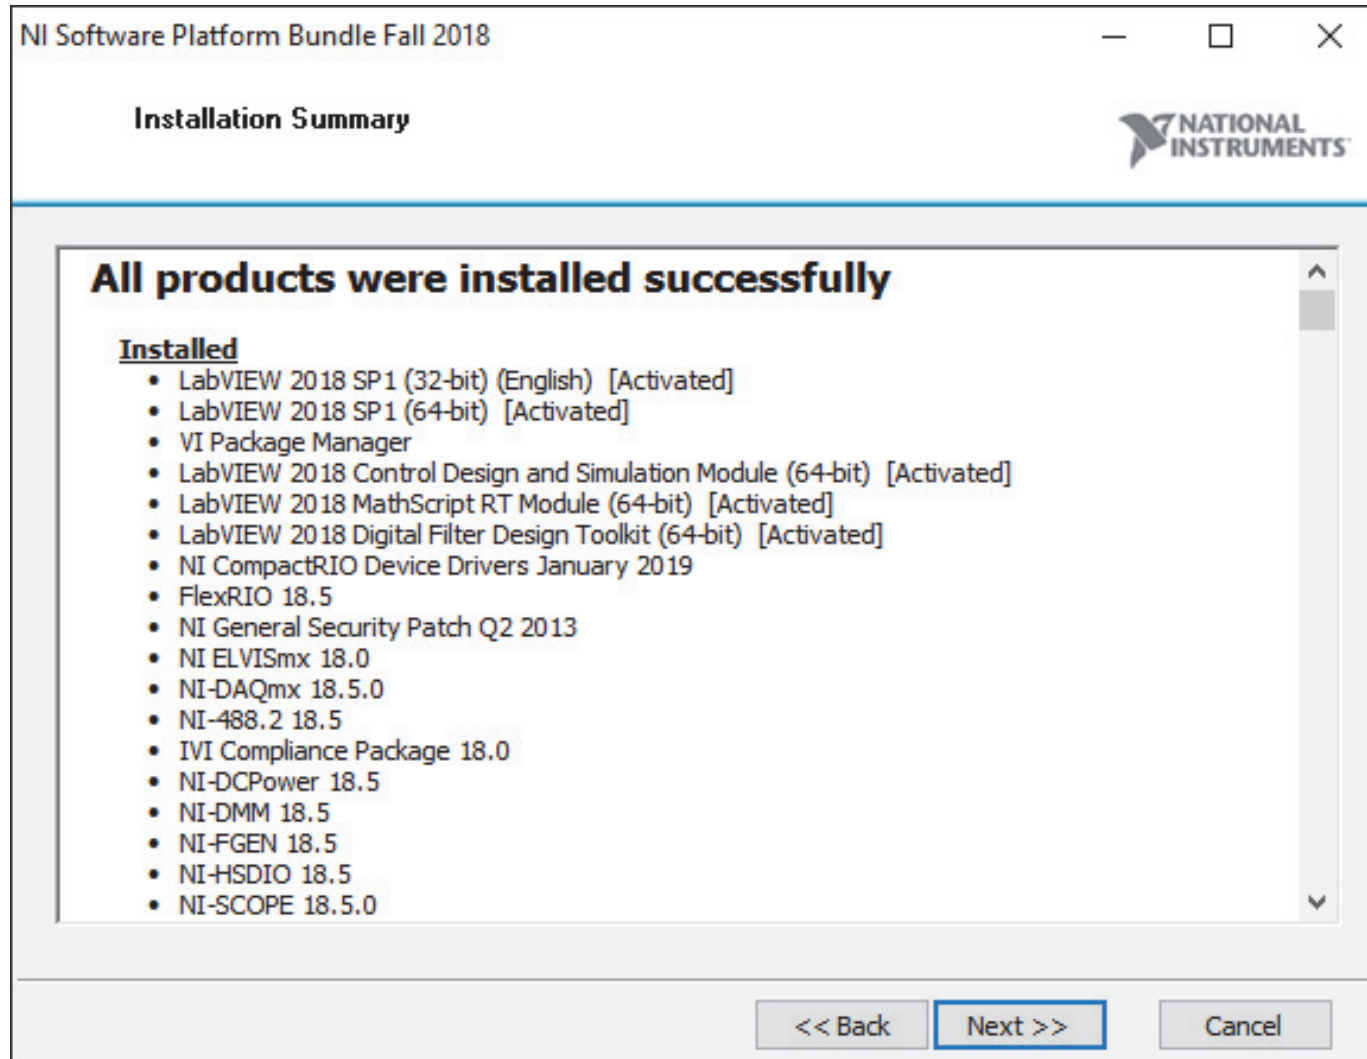 NI Software Platform Bundle Fall 2018
Installation Summary
NATIONAL
INSTRUMENTS
All products were installed successfully
Installed
• LabVIEW 2018 SP1 (32-bit) (English) [Activated]
• LabVIEW 2018 SP1 (64-bit) [Activated]
• VI Package Manager
• LabVIEW 2018 Control Design and Simulation Module (64-bit) [Activated]
• LabVIEW 2018 MathScript RT Module (64-bit) [Activated]
• LabVIEW 2018 Digital Filter Design Toolkit (64-bit) [Activated]
• NI CompactRIO Device Drivers January 2019
• FlexRIO 18.5
• NI General Security Patch Q2 2013
• NI ELVISmx 18.0
• NI-DAQmx 18.5.0
• NI-488.2 18.5
• IVI Compliance Package 18.0
• NI-DCPower 18.5
• NI-DMM 18.5
• NI-FGEN 18.5
• NI-HSDIO 18.5
• NI-SCOPE 18.5.0
<< Back
Next >>
Cancel